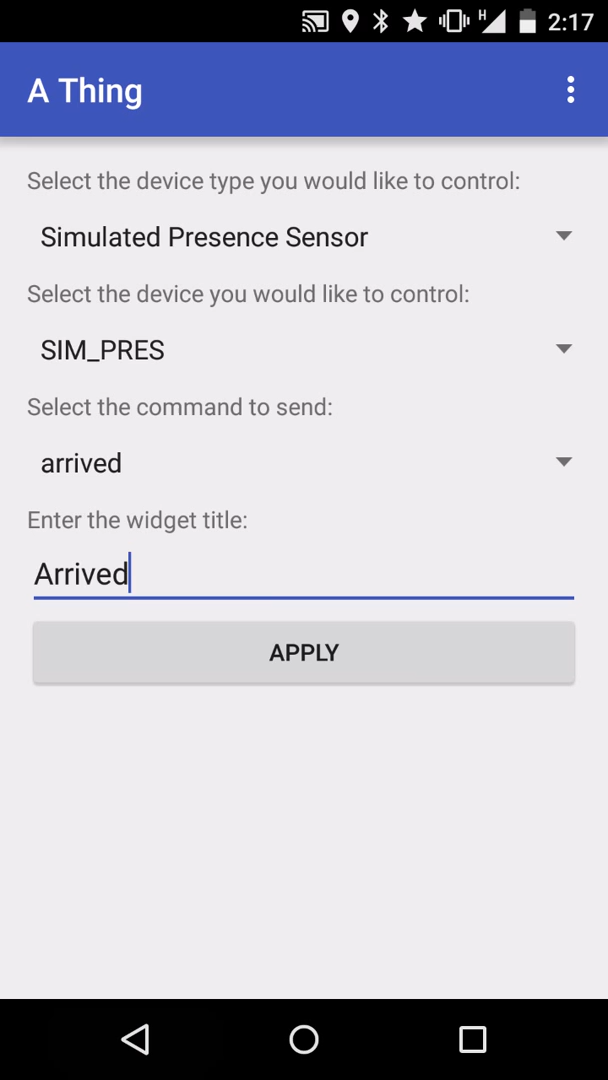 H 2:17
A Thing
Select the device type you would like to control:
Simulated Presence Sensor
Select the device you would like to control:
SIM_PRES
Select the command to send:
arrived
Enter the widget title:
Arrived
APPLY